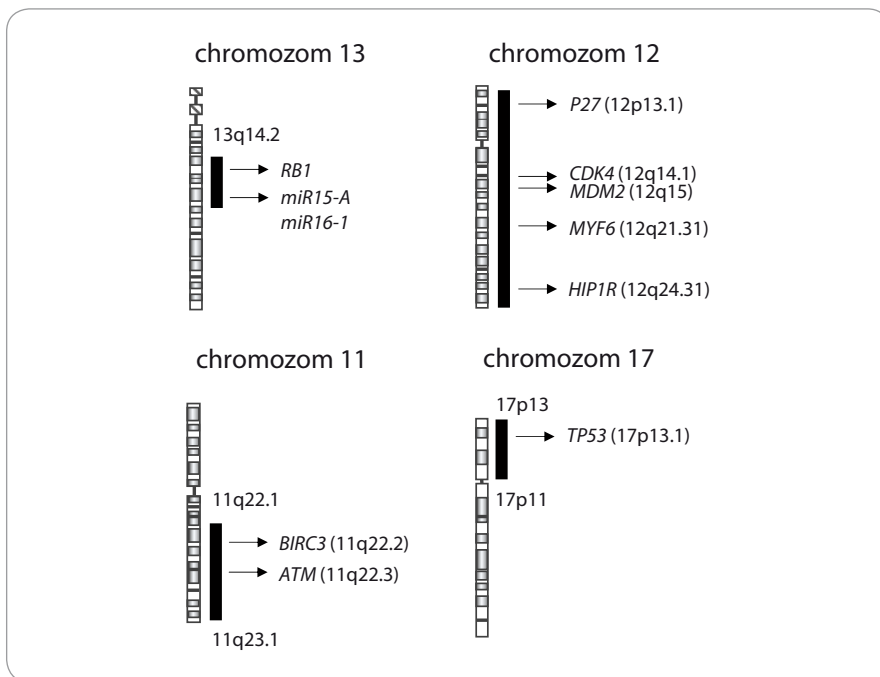 chromozom 13
13q14.2
RB1
miR15-A
miR16-1
chromozom 12
P27 (12p13.1)
CDK4 (12q14.1)
MDM2 (12q15)
MYF6 (12q21.31)
HIP1R (12q24.31)
chromozom 11
11q22.1
BIRC3 (11q22.2)
ATM (11q22.3)
11q23.1
chromozom 17
17p13
TP53 (17p13.1)
17p11